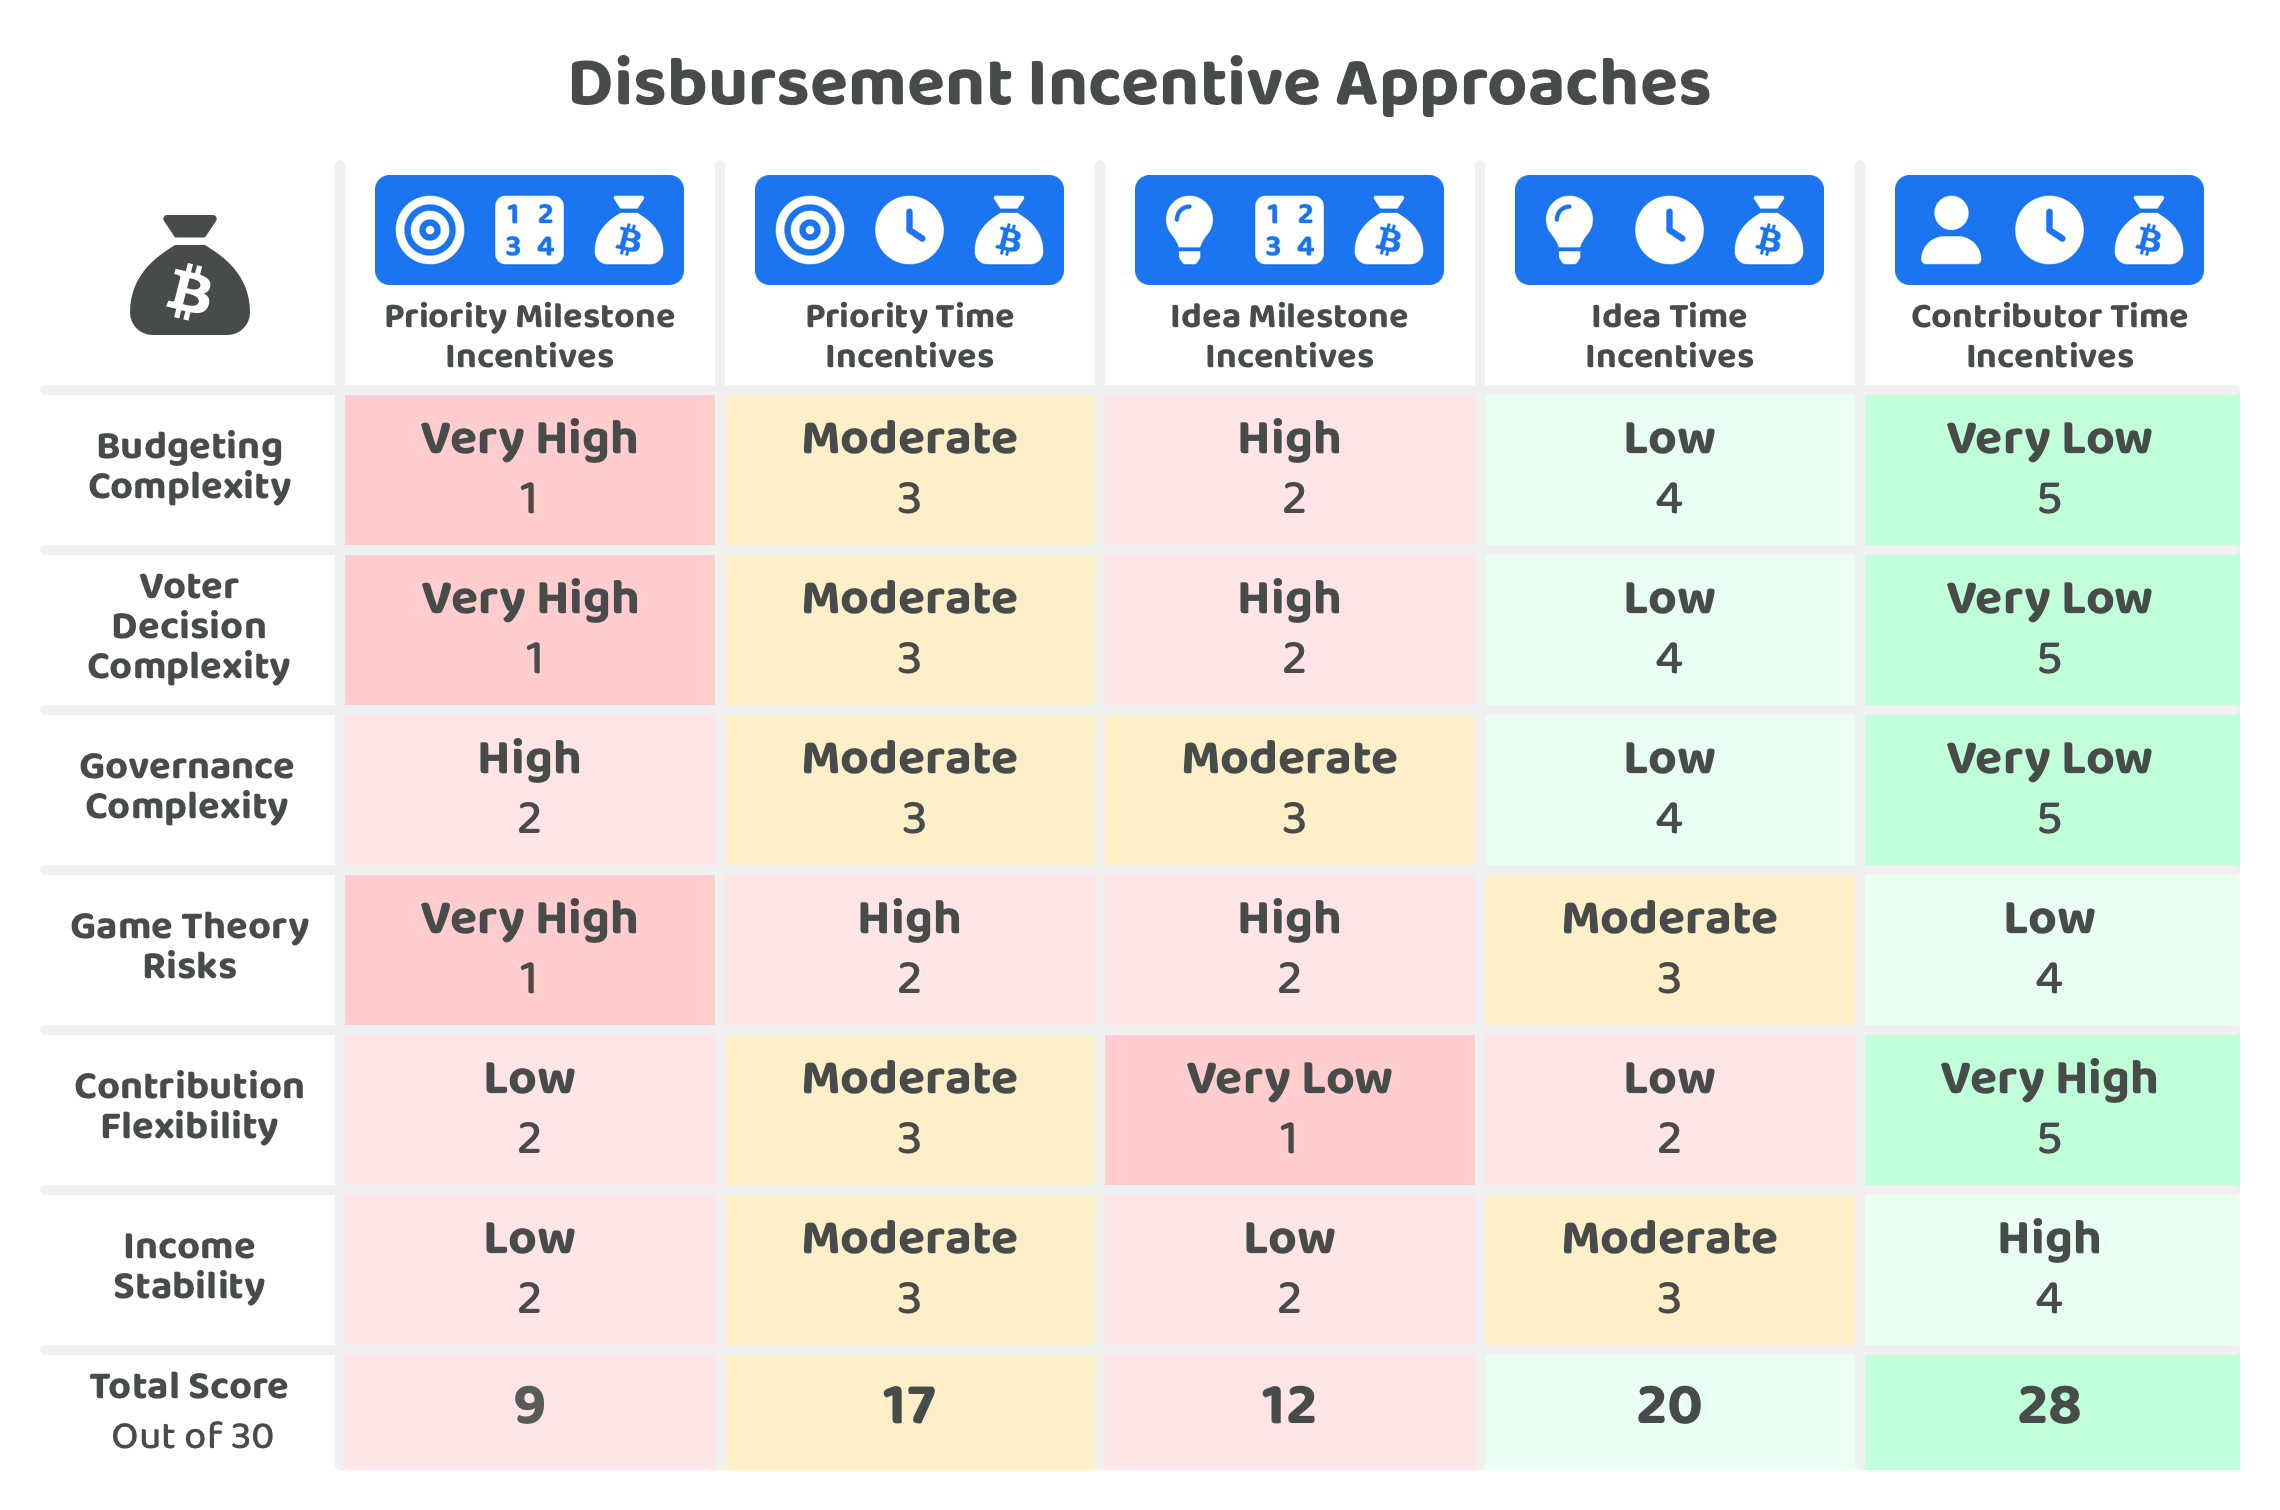 Disbursement Incentive Approaches
1 2
3 4
1 2
3 4
Priority Milestone
Incentives
Priority Time
Incentives
Idea Milestone
Incentives
Idea Time
Incentives
Contributor Time
Incentives
Budgeting
Complexity
Very High
1
Moderate
3
High
2
Low
4
Very Low
5
Voter
Decision
Complexity
Very High
1
Moderate
3
High
2
Low
4
Very Low
5
Governance
Complexity
High
2
Moderate
3
Moderate
3
Low
4
Very Low
5
Game Theory
Risks
Very High
1
High
2
High
2
Moderate
3
Low
4
Contribution
Flexibility
Low
2
Moderate
3
Very Low
1
Low
2
Very High
5
Income
Stability
Low
2
Moderate
3
Low
2
Moderate
3
High
4
Total Score
Out of 30
9
17
12
20
28